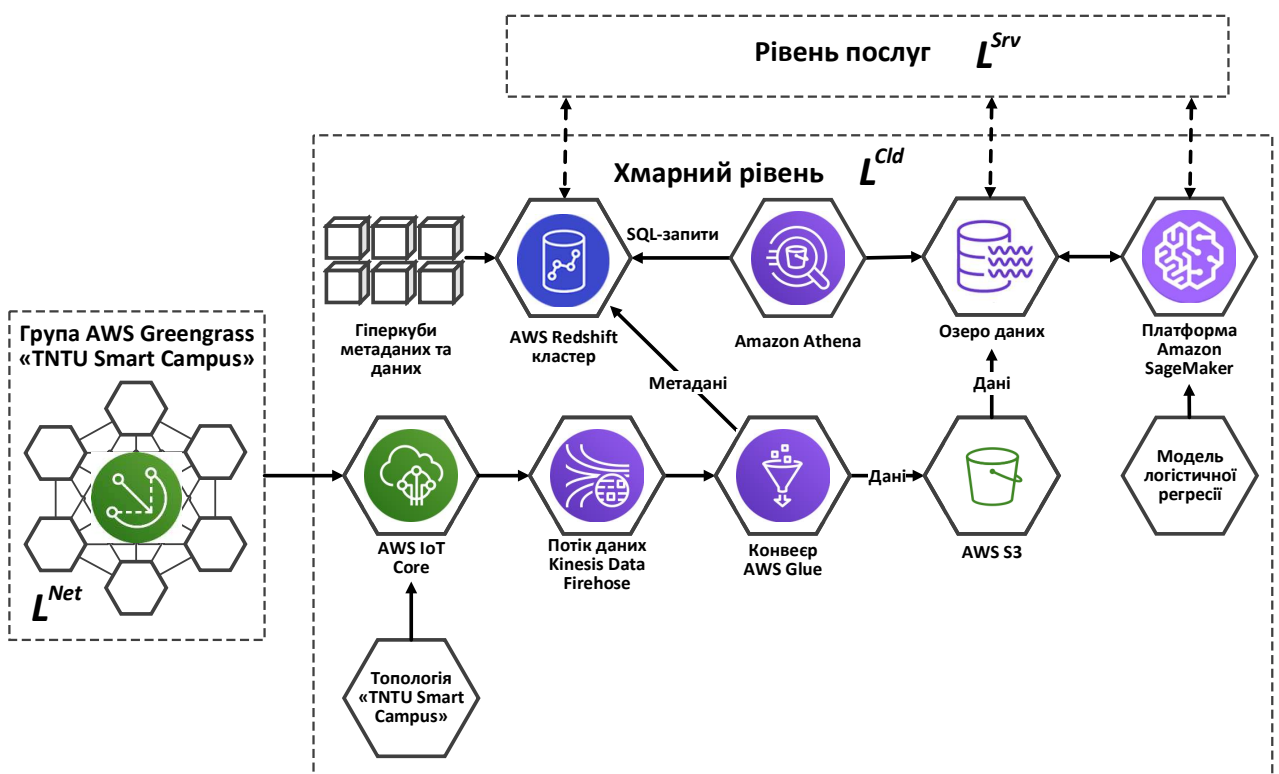 Рівень послуг L^Srv
Хмарний рівень L^Cld
SQL-запити
Гіперкуби
метаданих та
даних
AWS Redshift
кластер
Amazon Athena
Озеро даних
Платформа
Amazon
SageMaker
Група AWS Greengrass
«TNTU Smart Campus»
L^Net
Метадані
Дані
Дані
AWS IoT
Core
Потік даних
Kinesis Data
Firehose
Конвеєр
AWS Glue
AWS S3
Модель
логістичної
регресії
Топологія
«TNTU Smart
Campus»